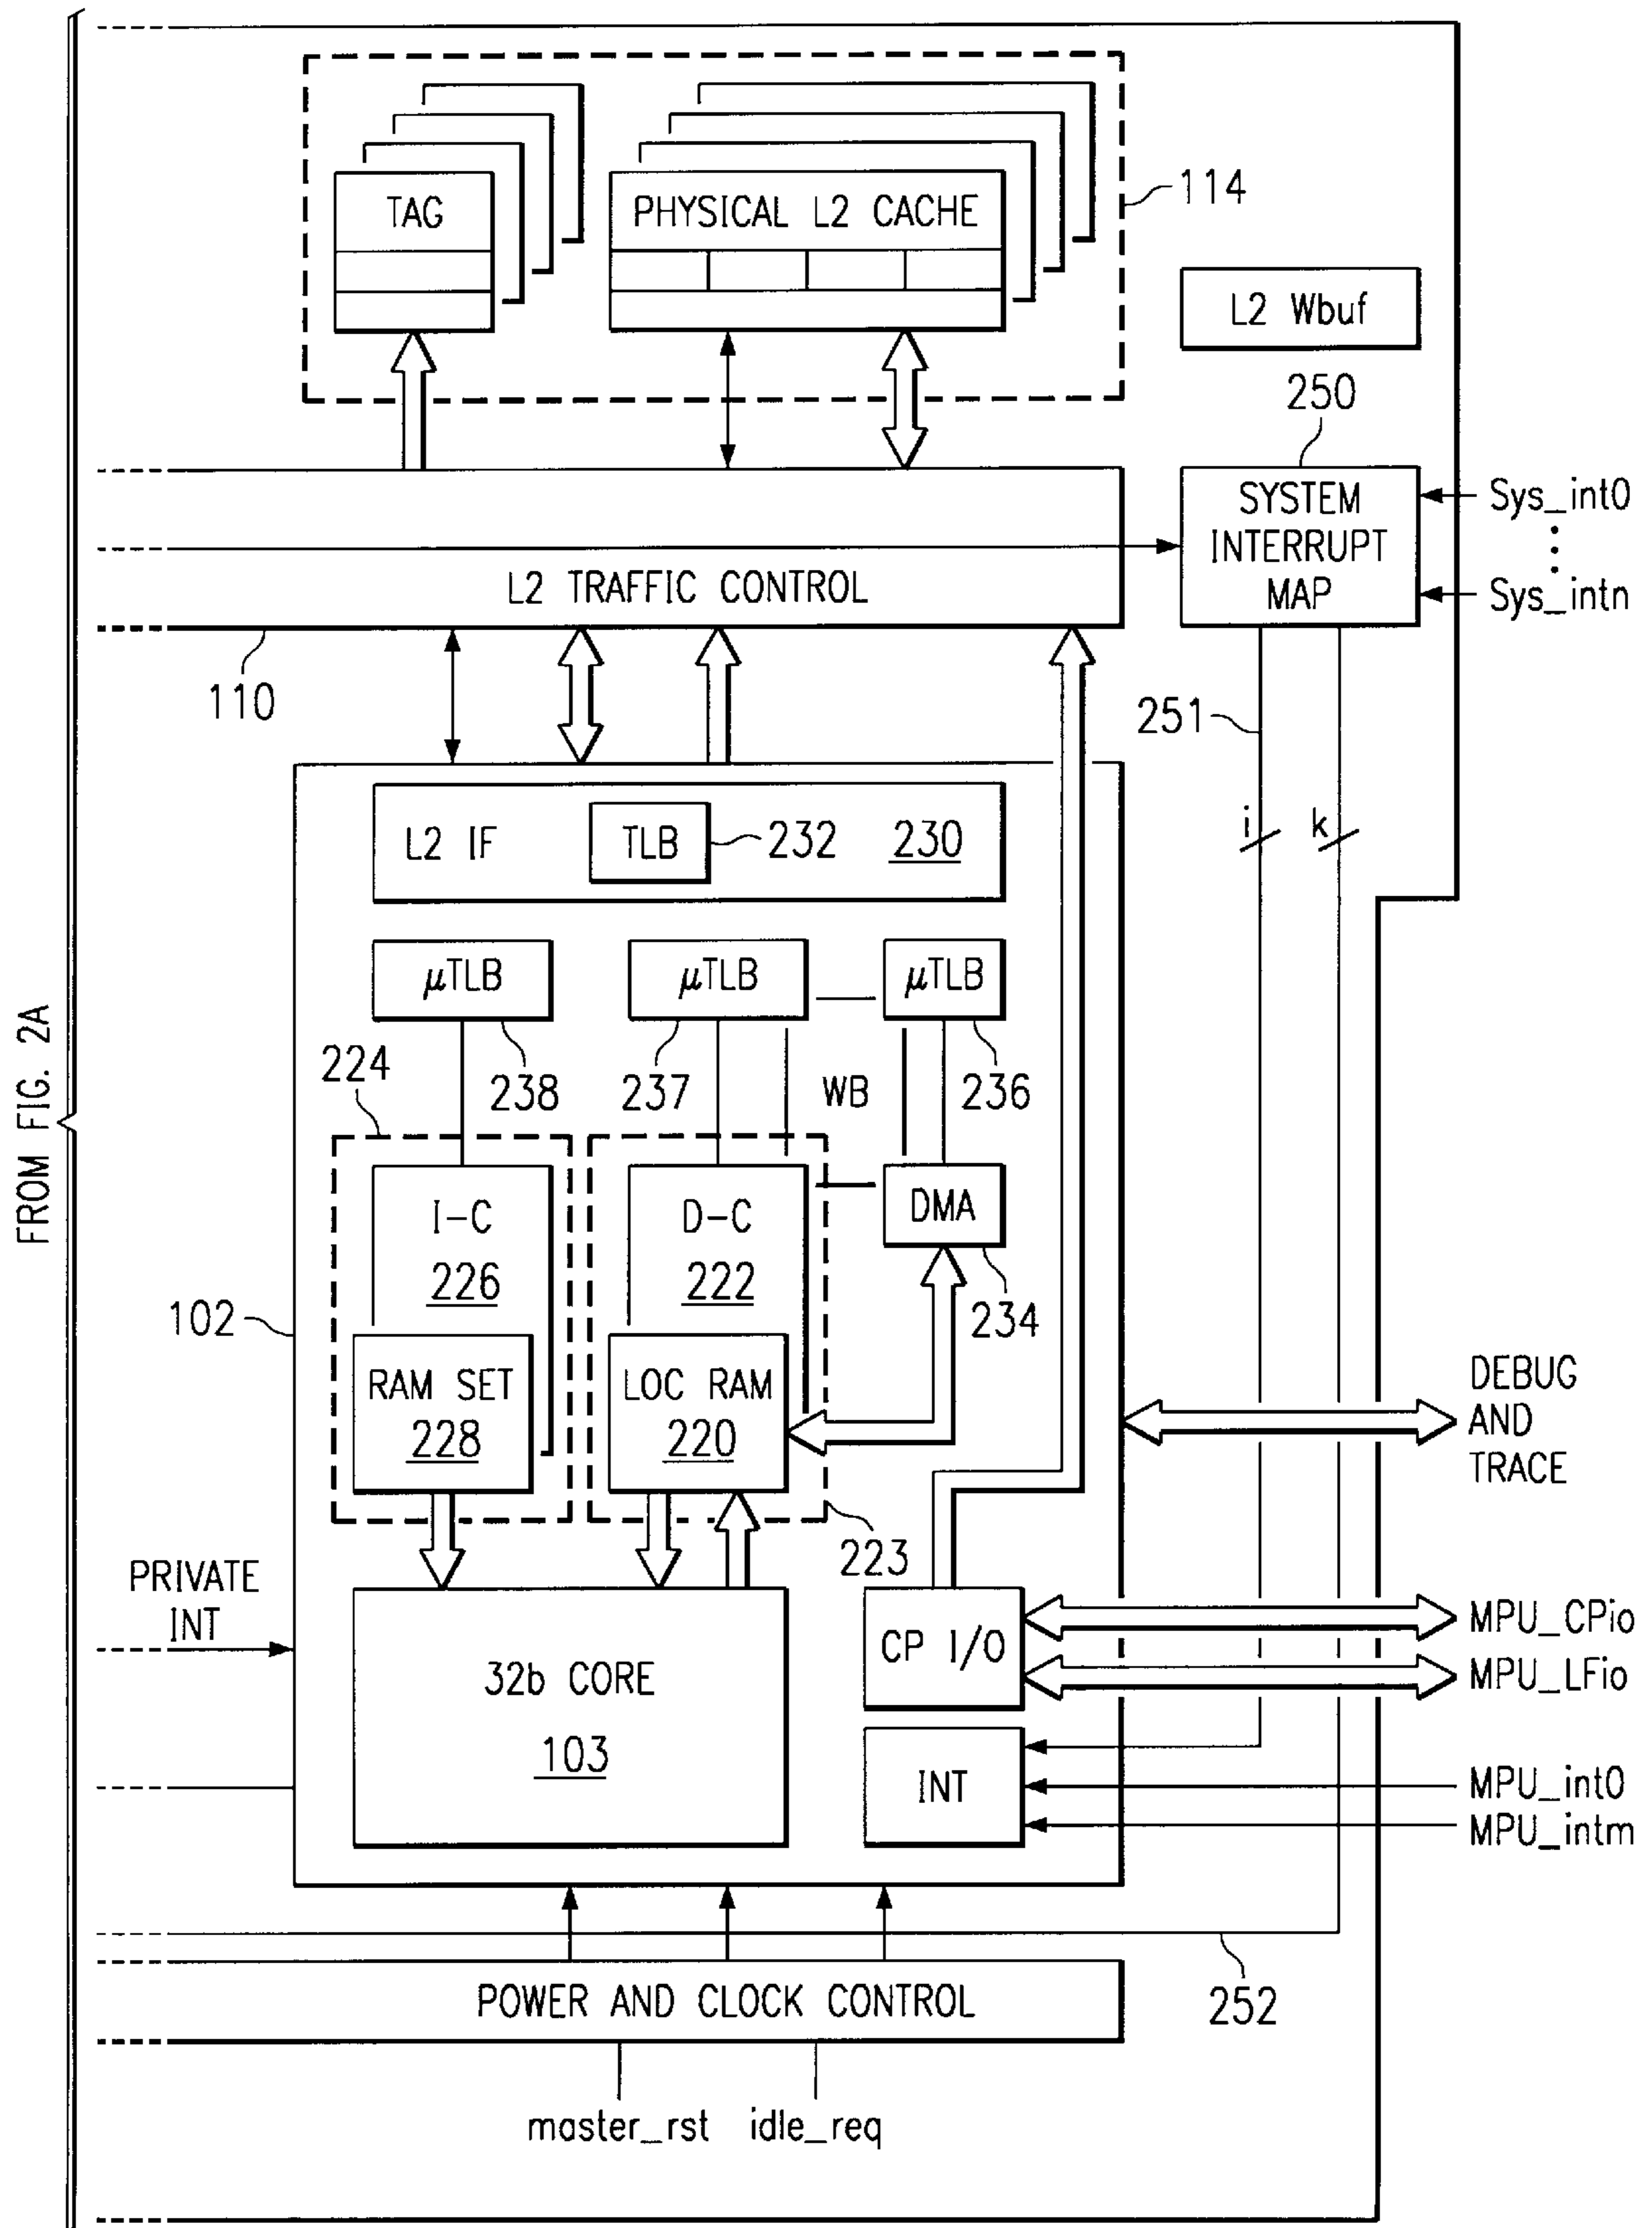 TAG
PHYSICAL L2 CACHE
114
L2 Wbuf
250
SYSTEM
INTERRUPT
MAP
Sys_int0
Sys_intn
L2 TRAFFIC CONTROL
110
251
i
k
L2 IF
TLB
232
230
μTLB
μTLB
μTLB
FROM FIG. 2A
224
238
237
WB
236
I-C
226
D-C
222
DMA
234
102
RAM SET
228
LOC RAM
220
DEBUG
AND
TRACE
223
PRIVATE
INT
32b CORE
103
CP I/O
MPU_CPio
MPU_LFio
INT
MPU_int0
MPU_intm
POWER AND CLOCK CONTROL
252
master_rst idle_req